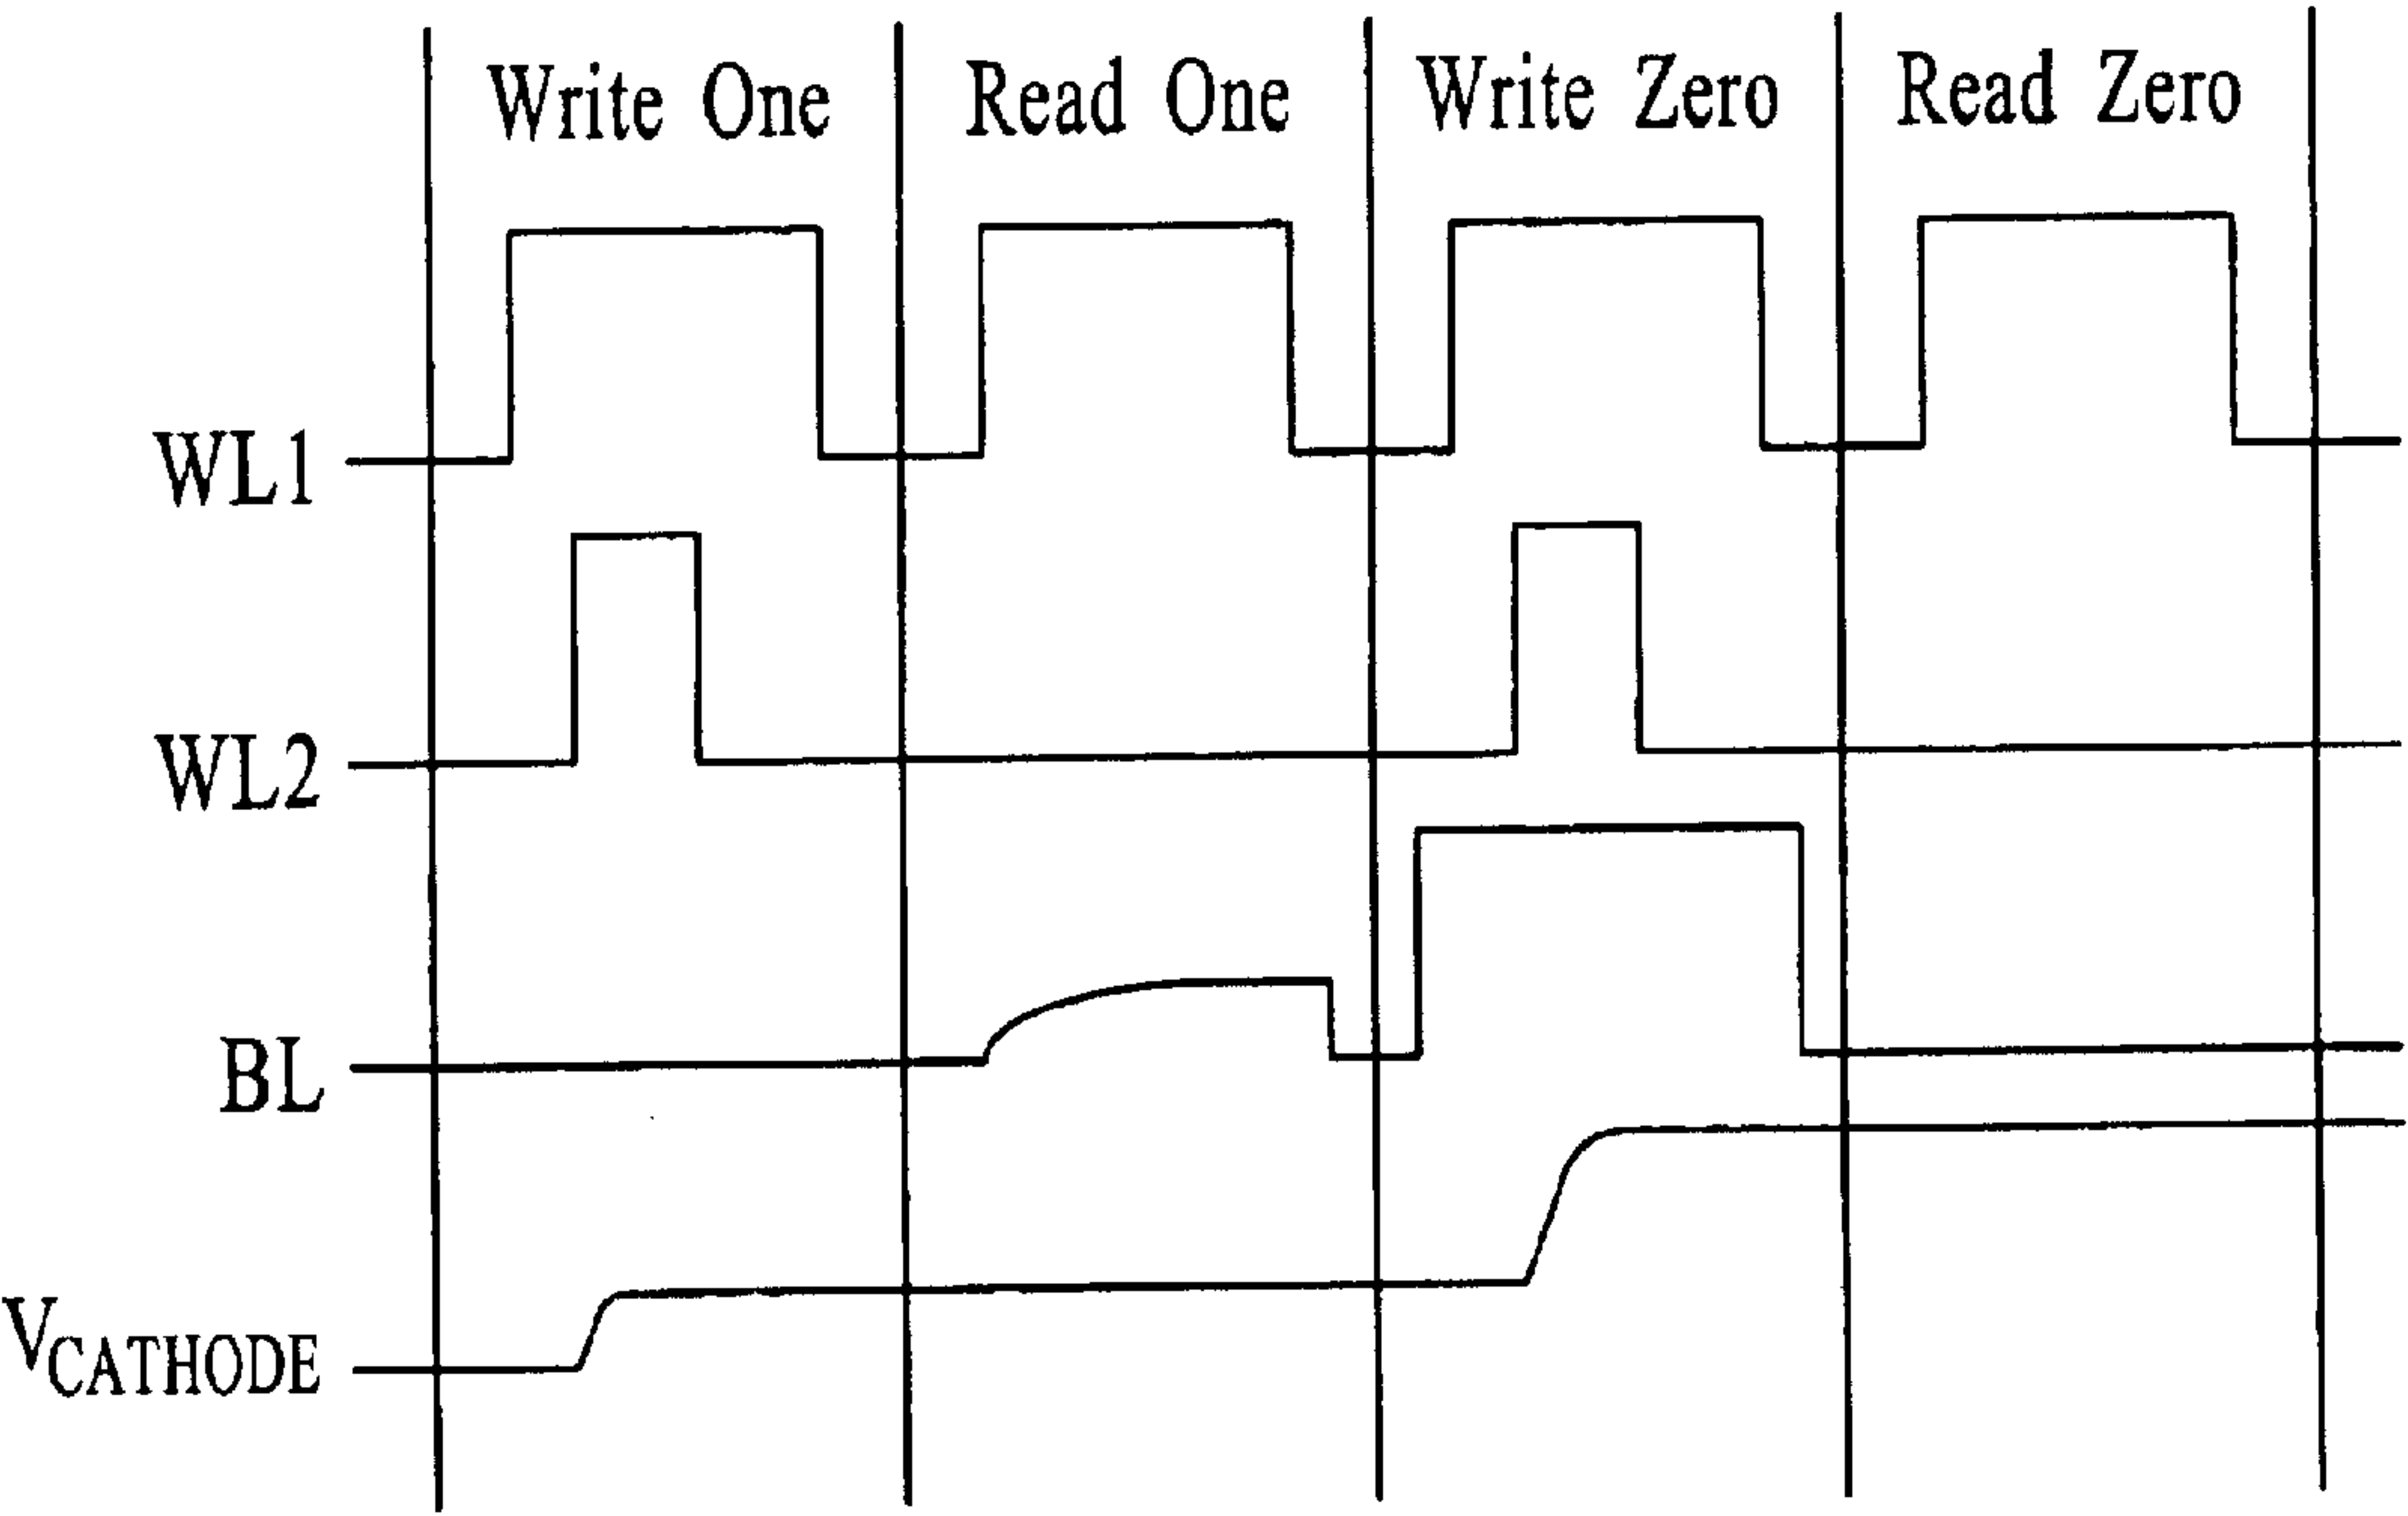 Write One Read One Write Zero Read Zero
WL1
WL2
BL
VCATHODE